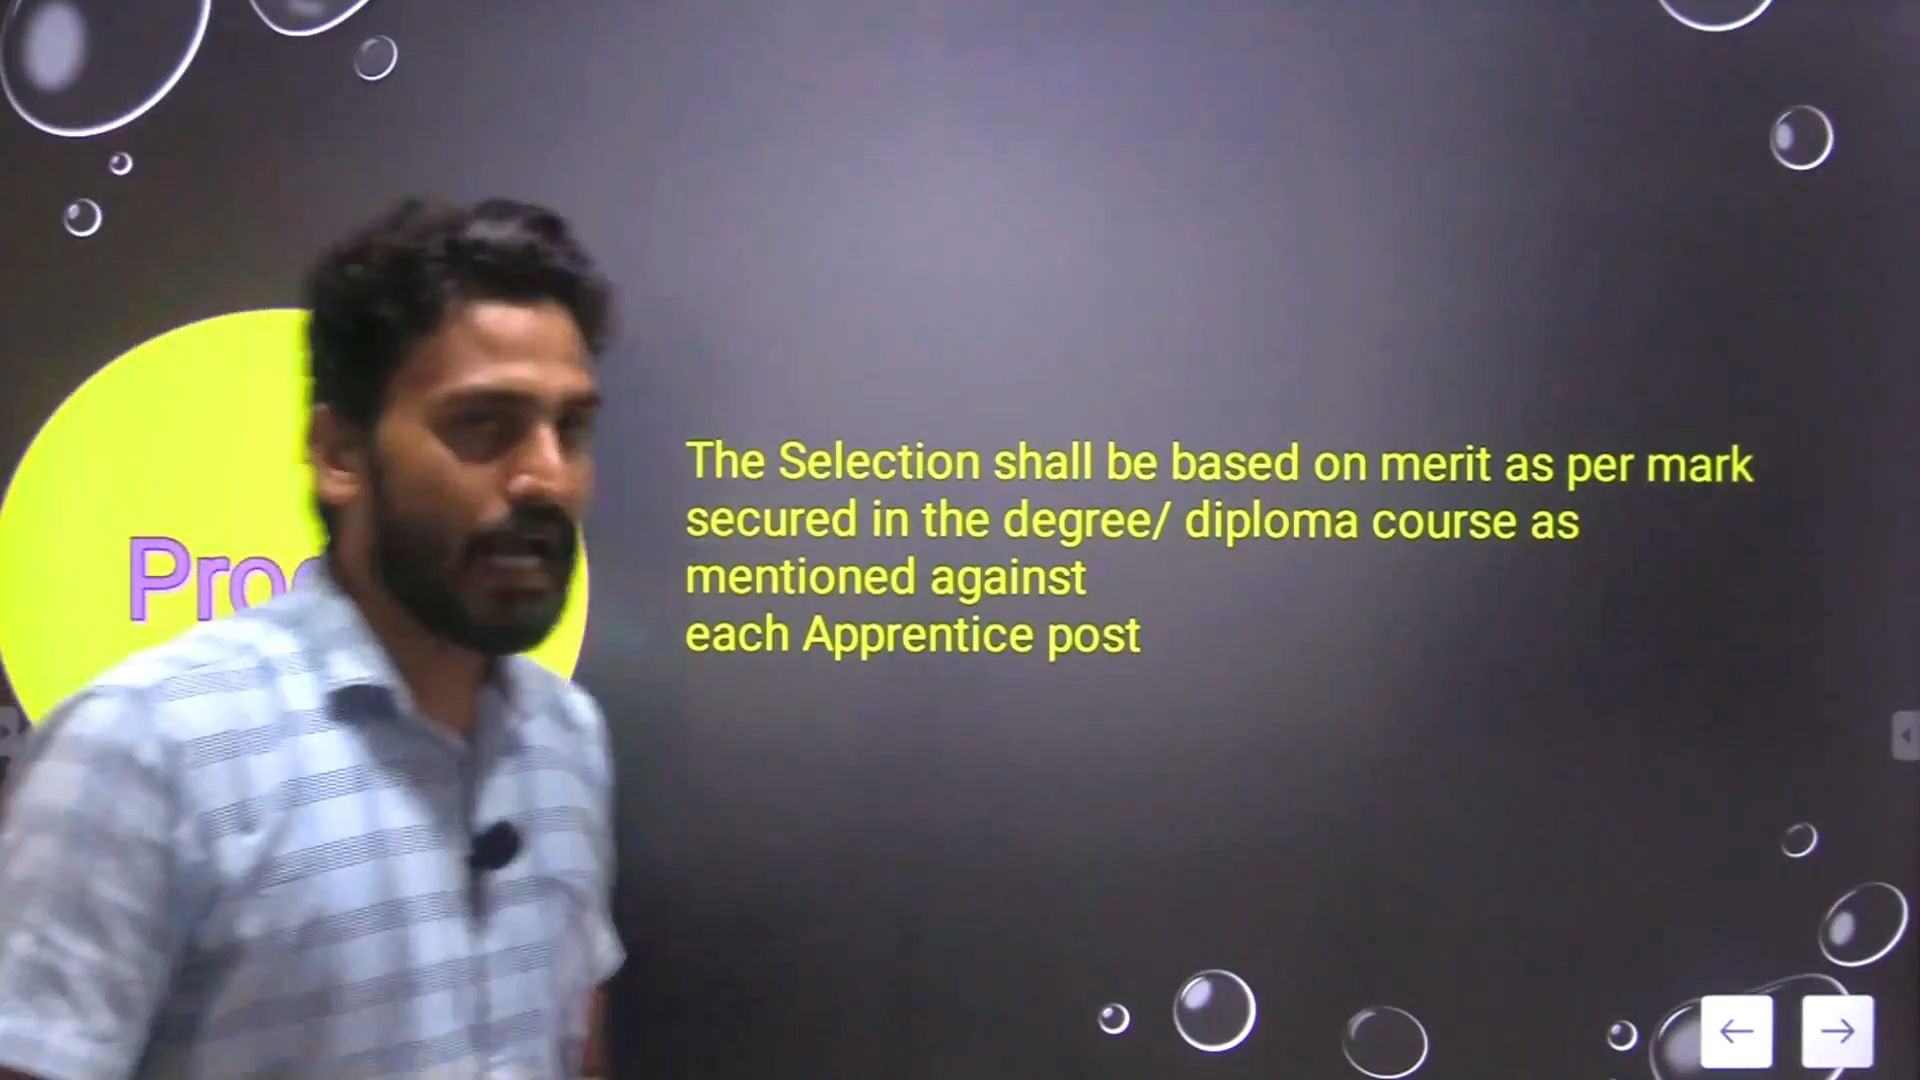 The Selection shall be based on merit as per mark
secured in the degree/ diploma course as
mentioned against
each Apprentice post